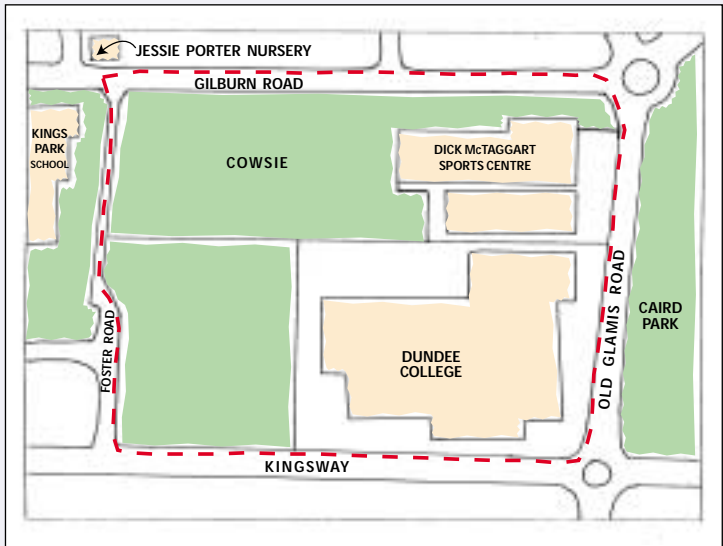 JESSIE PORTER NURSERY
GILBURN ROAD
KINGS
PARK
SCHOOL
COWSIE
DICK McTAGGART
SPORTS CENTRE
CAIRD
PARK
OLD GLAMIS ROAD
FOSTER ROAD
DUNDEE
COLLEGE
KINGSWAY